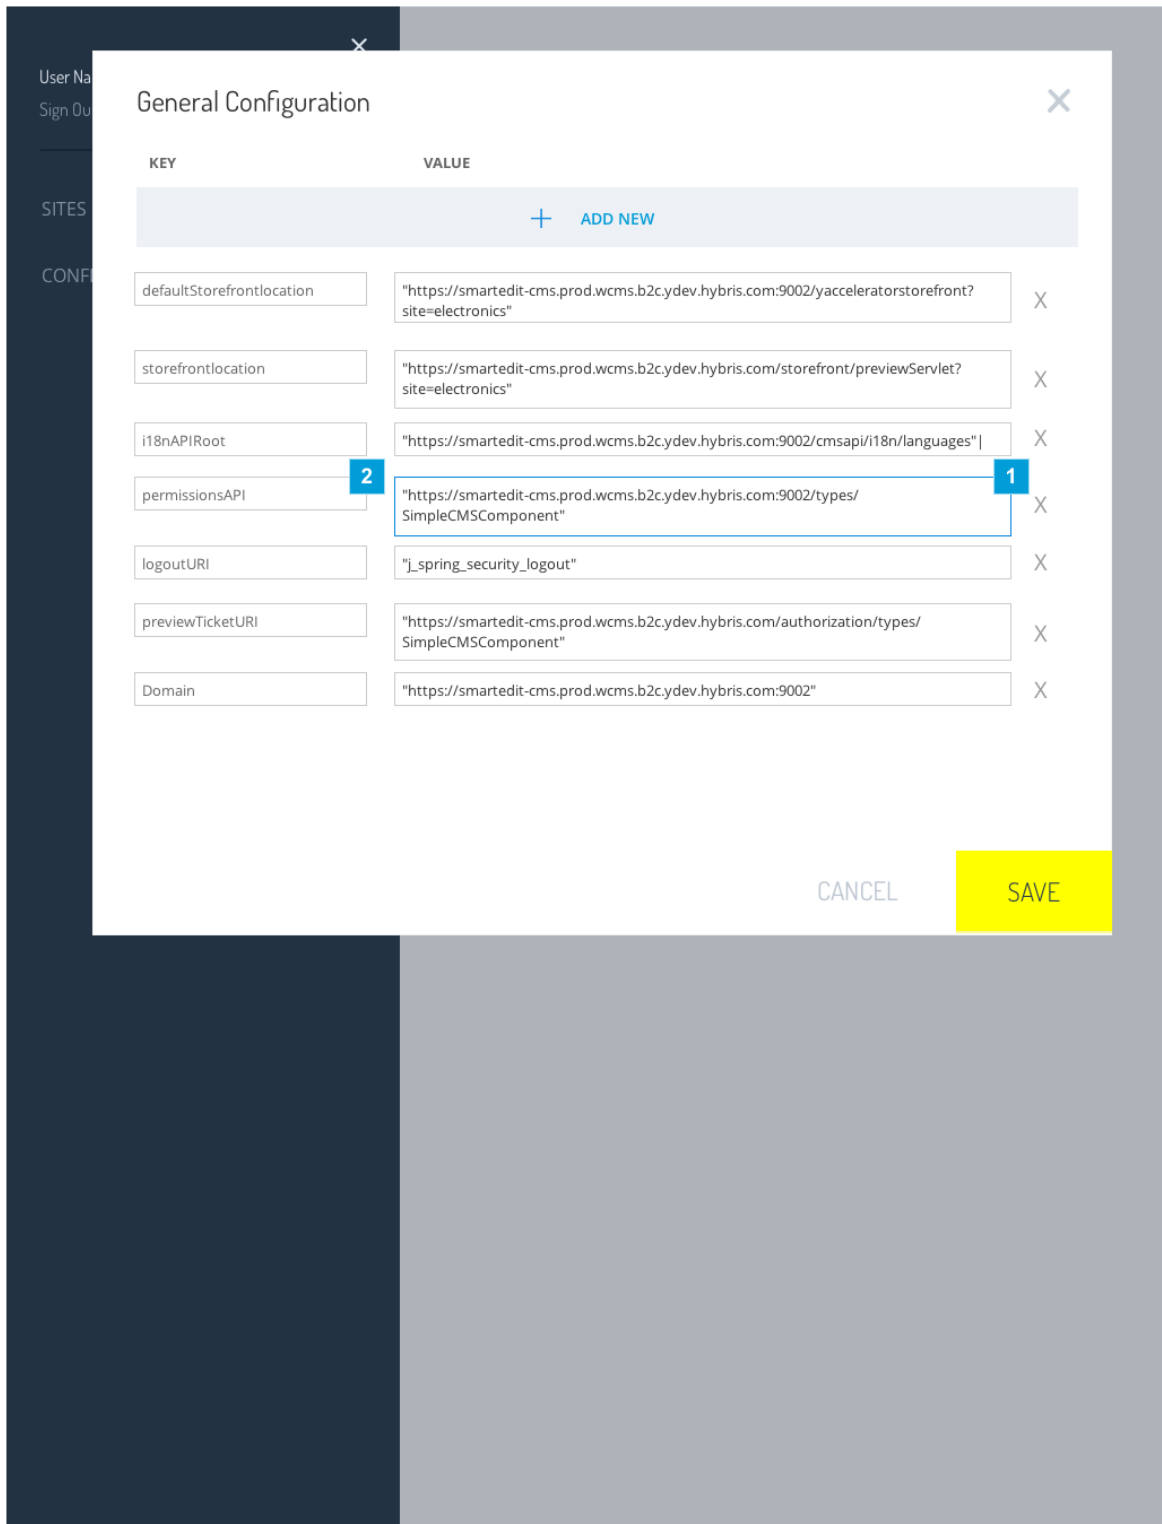 User Na
Sign Ou
General Configuration
KEY VALUE
SITES
ADD NEW
CONFI
defaultStorefrontlocation "https://smartedit-cms.prod.wcms.b2c.ydev.hybris.com:9002/yacceleratorstorefront?
site=electronics" X
storefrontlocation "https://smartedit-cms.prod.wcms.b2c.ydev.hybris.com/storefront/previewServlet?
site=electronics" X
i18nAPIRoot "https://smartedit-cms.prod.wcms.b2c.ydev.hybris.com:9002/cmsapi/i18n/languages"| X
2 1
permissionsAPI "https://smartedit-cms.prod.wcms.b2c.ydev.hybris.com:9002/types/
SimpleCMSComponent" X
logoutURI "j_spring_security_logout" X
previewTicketURI "https://smartedit-cms.prod.wcms.b2c.ydev.hybris.com/authorization/types/
SimpleCMSComponent" X
Domain "https://smartedit-cms.prod.wcms.b2c.ydev.hybris.com:9002" X
CANCEL SAVE